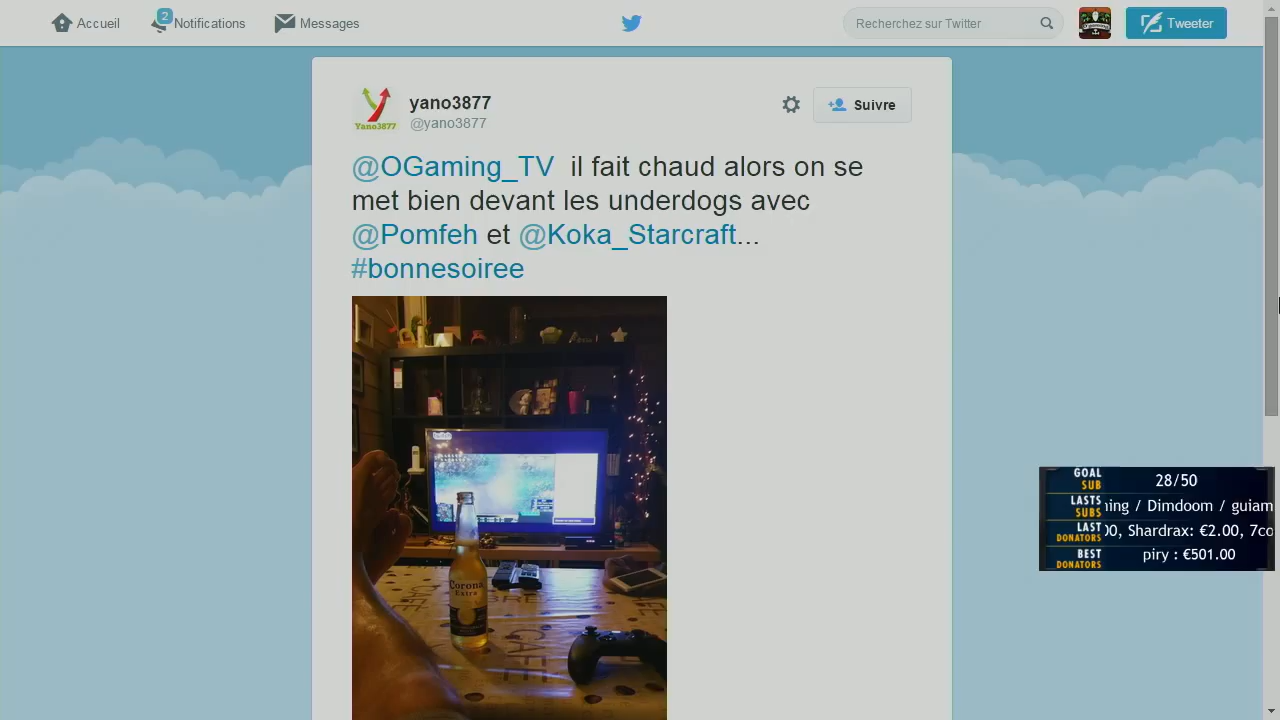 Accueil
2
Notifications
Messages
Recherchez sur Twitter
Tweeter
Yano3877
yano3877
@yano3877
Suivre
@OGaming_TV il fait chaud alors on se
met bien devant les underdogs avec
@Pomfeh et @Koka_Starcraft...
#bonnesoiree
twitch
Corona
Extra
GOAL
SUB
28/50
LASTS
SUBS
ning / Dimdoom / guiam
LAST
DONATORS
00, Shardrax: €2.00, 7co
BEST
DONATORS
piry : €501.00